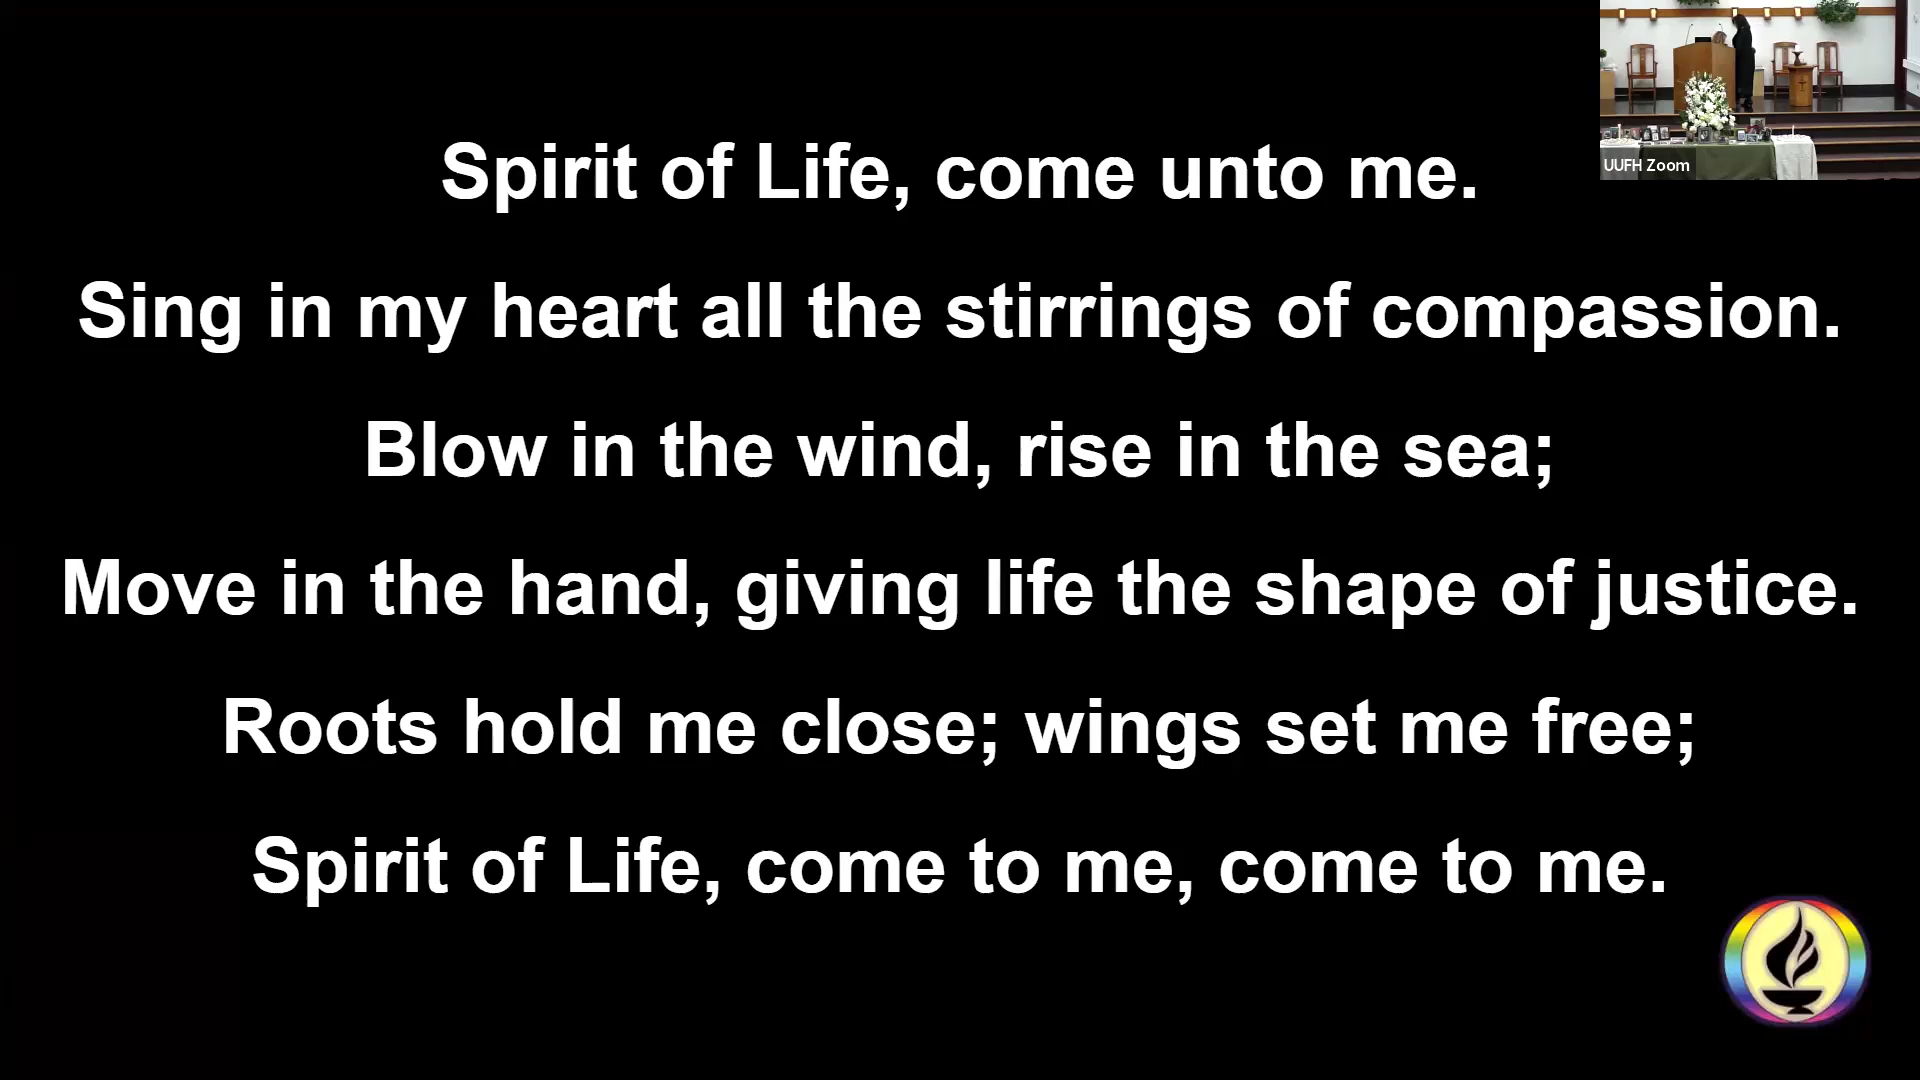 Spirit of Life, come unto me.
Sing in my heart all the stirrings of compassion.
Blow in the wind, rise in the sea;
Move in the hand, giving life the shape of justice.
Roots hold me close; wings set me free;
Spirit of Life, come to me, come to me.
UUFH Zoom